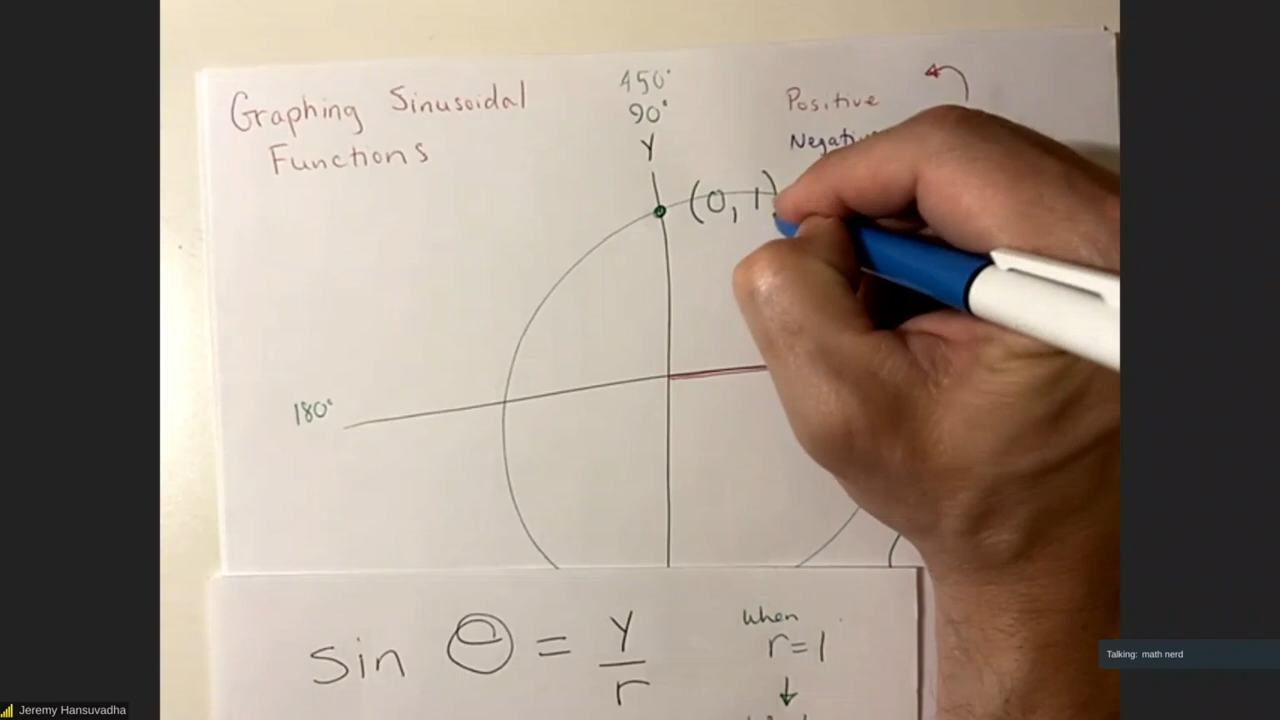 Graphing Sinusoidal
Functions
450°
90°
Y
Positive
(0, 1)
180°
sin θ = y
r
when
r=1
Talking: math nerd
Jeremy Hansuvadha